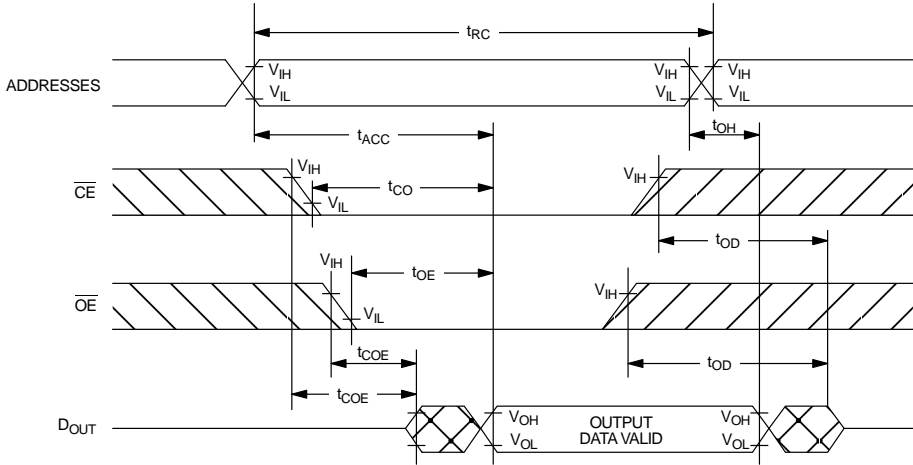 tRC
ADDRESSES
VIH
VIL
VIH
VIL
VIH
VIL
tACC
tOH
CE
VIH
VIL
tCO
VIH
tOD
OE
VIH
VIL
tOE
VIH
tOD
tCOE
tCOE
DOUT
VOH
VOL
OUTPUT
DATA VALID
VOH
VOL